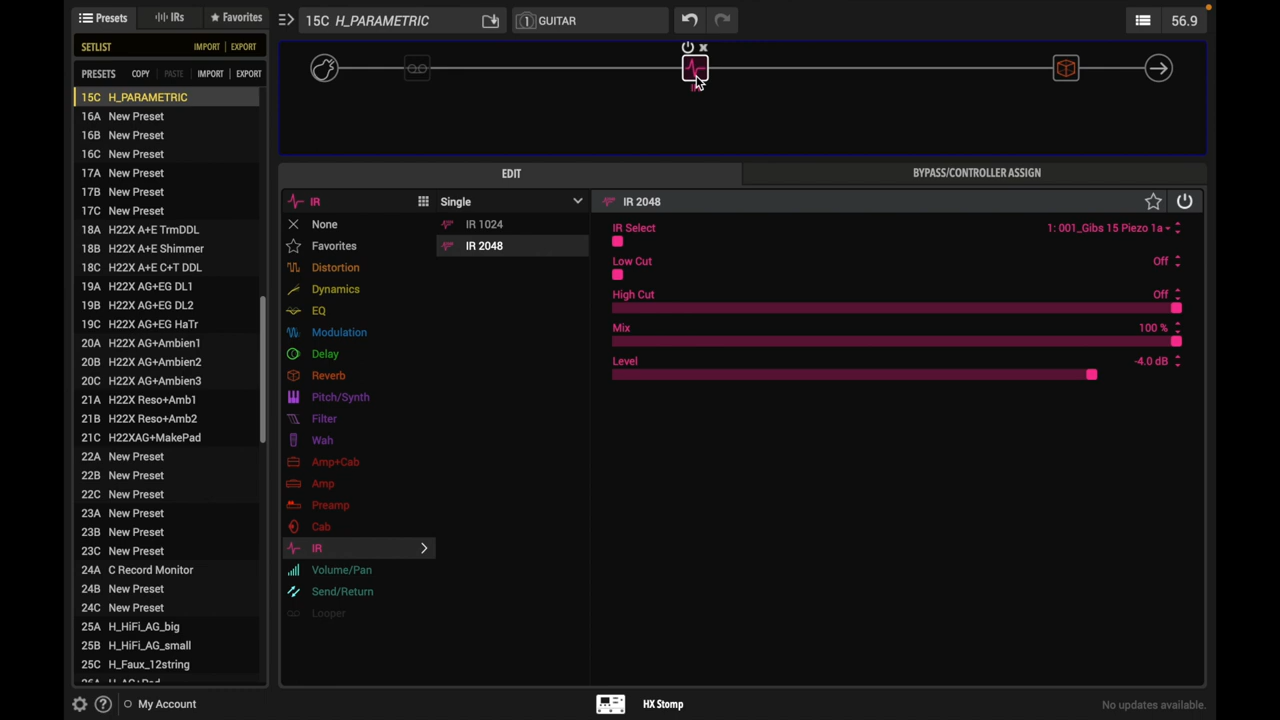 Presets
IRs
Favorites
15C H_PARAMETRIC
1
GUITAR
56.9
SETLIST
IMPORT
EXPORT
PRESETS
COPY
PASTE
IMPORT
EXPORT
15C H_PARAMETRIC
16A New Preset
16B New Preset
16C New Preset
17A New Preset
17B New Preset
17C New Preset
18A H22X A+E TrmDDL
18B H22X A+E Shimmer
18C H22X A+E C+T DDL
19A H22X AG+EG DL1
19B H22X AG+EG DL2
19C H22X AG+EG HaTr
20A H22X AG+Ambien1
20B H22X AG+Ambien2
20C H22X AG+Ambien3
21A H22X Reso+Amb1
21B H22X Reso+Amb2
21C H22XAG+MakePad
22A New Preset
22B New Preset
22C New Preset
23A New Preset
23B New Preset
23C New Preset
24A C Record Monitor
24B New Preset
24C New Preset
25A H_HiFi_AG_big
25B H_HiFi_AG_small
25C H_Faux_12string
26A H_AG+Pad
EDIT
BYPASS/CONTROLLER ASSIGN
IR
None
Favorites
Distortion
Dynamics
EQ
Modulation
Delay
Reverb
Pitch/Synth
Filter
Wah
Amp+Cab
Amp
Preamp
Cab
IR
Volume/Pan
Send/Return
Looper
Single
IR 1024
IR 2048
IR 2048
IR Select 1: 001_Gibs 15 Piezo 1a
Low Cut Off
High Cut Off
Mix 100 %
Level -4.0 dB
? My Account
HX Stomp
No updates available.